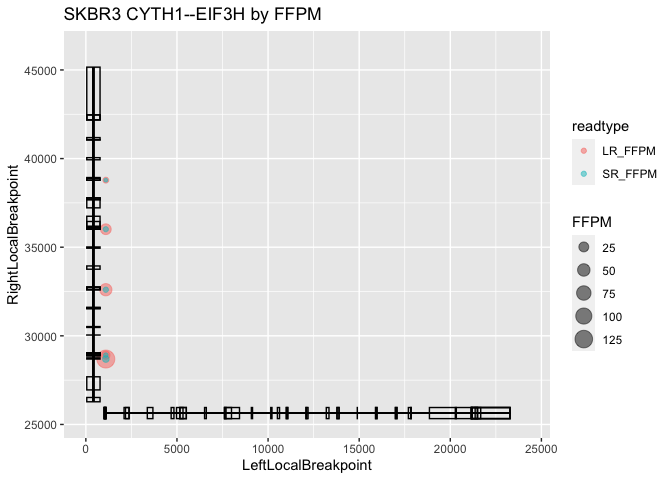 SKBR3 CYTH1--EIF3H by FFPM
RightLocalBreakpoint
45000
40000
35000
30000
25000
0 5000 10000 15000 20000 25000
LeftLocalBreakpoint
readtype
LR_FFPM
SR_FFPM
FFPM
25
50
75
100
125